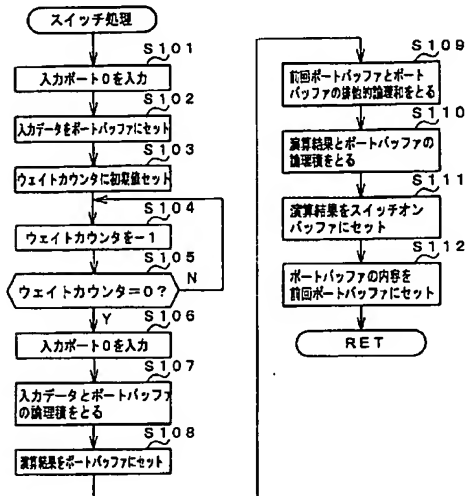 スイッチ処理
S101
入力ポート0を入力
S102
入力データをポートバッファにセット
S103
ウェイトカウンタに初期値セット
S104
ウェイトカウンタを－1
S105
ウェイトカウンタ＝0？
N
Y
S106
入力ポート0を入力
S107
入力データとポートバッファ
の論理積をとる
S108
演算結果をポートバッファにセット
S109
前回ポートバッファとポート
バッファの排他的論理和をとる
S110
演算結果とポートバッファの
論理積をとる
S111
演算結果をスイッチオン
バッファにセット
S112
ポートバッファの内容を
前回ポートバッファにセット
RET